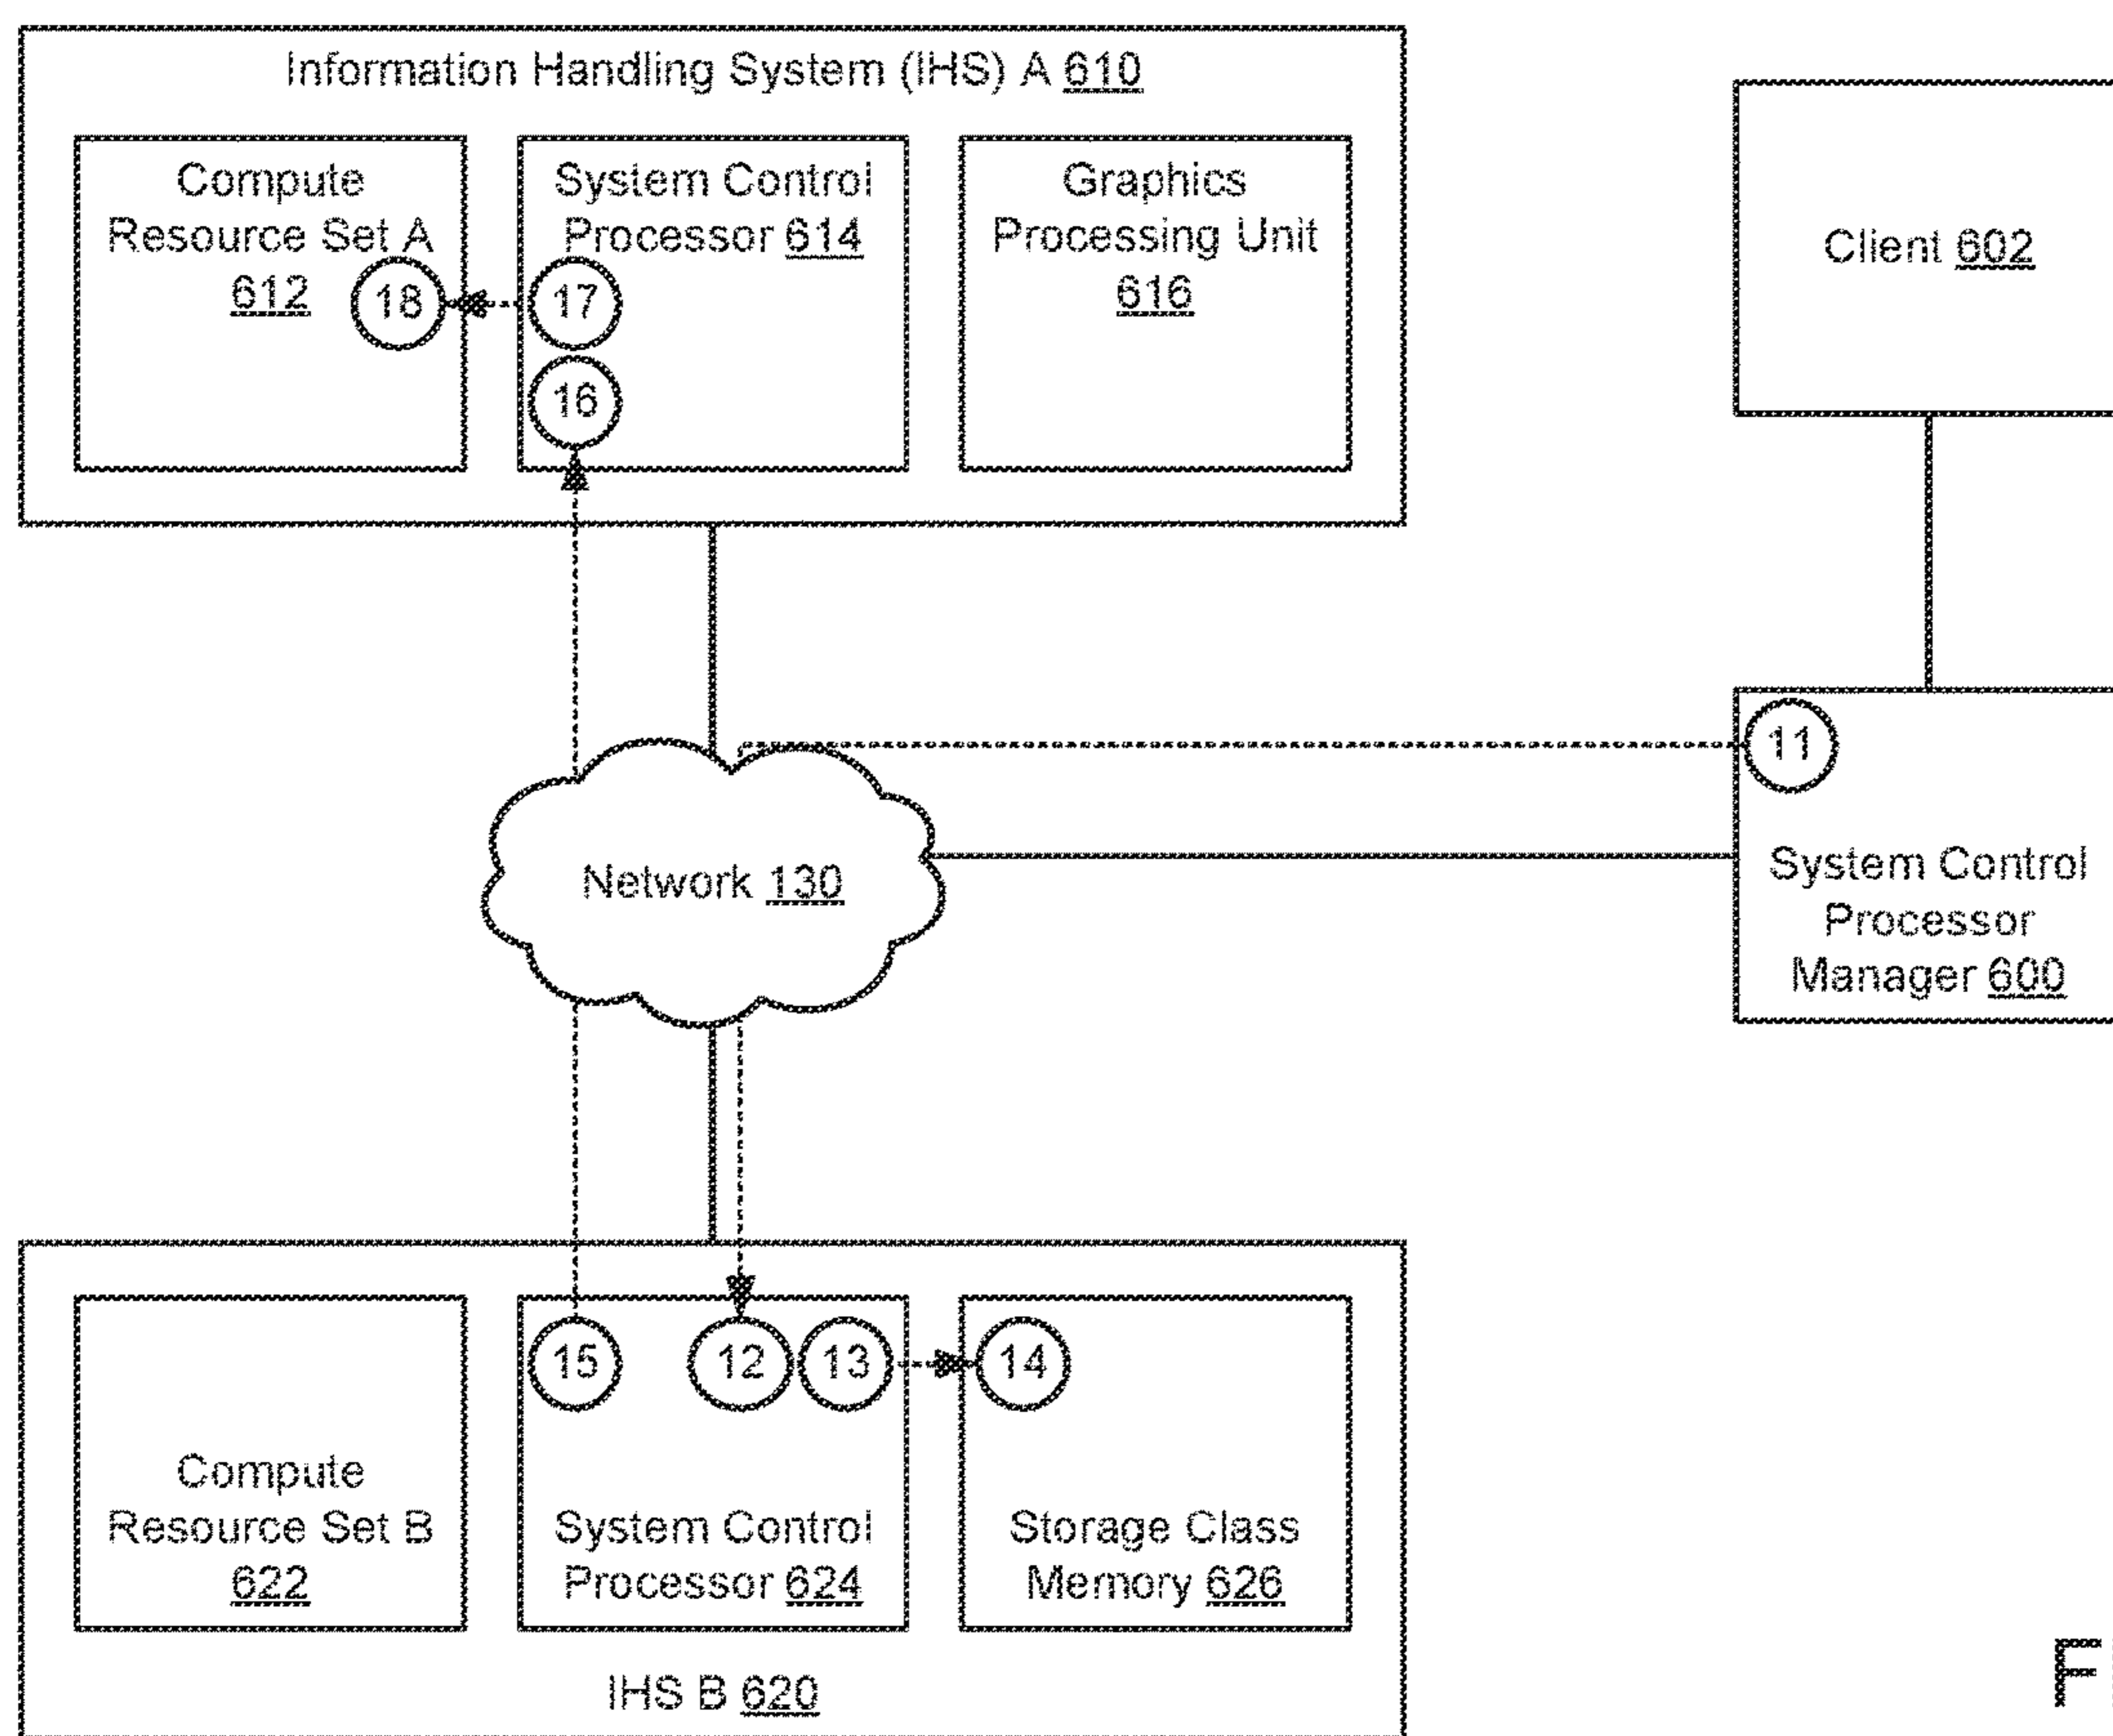 Information Handling System (IHS) A 610
Compute
Resource Set A
612
18
System Control
Processor 614
17
16
Graphics
Processing Unit
616
Client 602
11
System Control
Processor
Manager 600
Network 130
15
12
13
14
Compute
Resource Set B
622
System Control
Processor 624
Storage Class
Memory 626
IHS B 620
F